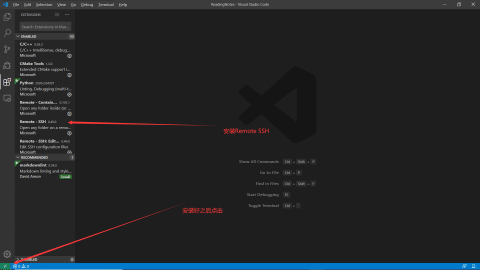 File Edit Selection View Go Debug Terminal Help
ReadingNotes - Visual Studio Code
EXTENSIONS
Search Extensions in Mar
ENABLED
C/C++
C/C++ IntelliSense, debug
Microsoft
CMake Tools
Extended CMake support i
Microsoft
Python
Linting, Debugging (multi-t
Microsoft
Remote - Contain...
Open any folder inside (or
Microsoft
Remote - SSH
Open any folder on a remo
Microsoft
安装Remote SSH
Remote - SSH: Edit...
Edit SSH configuration files
Microsoft
RECOMMENDED
markdownlint
Markdown linting and style
David Anson
Install
Show All Commands Ctrl + Shift + P
Go to File Ctrl + P
Find in Files Ctrl + Shift + F
Start Debugging F5
Toggle Terminal Ctrl + `
安装好之后点击
DISABLED